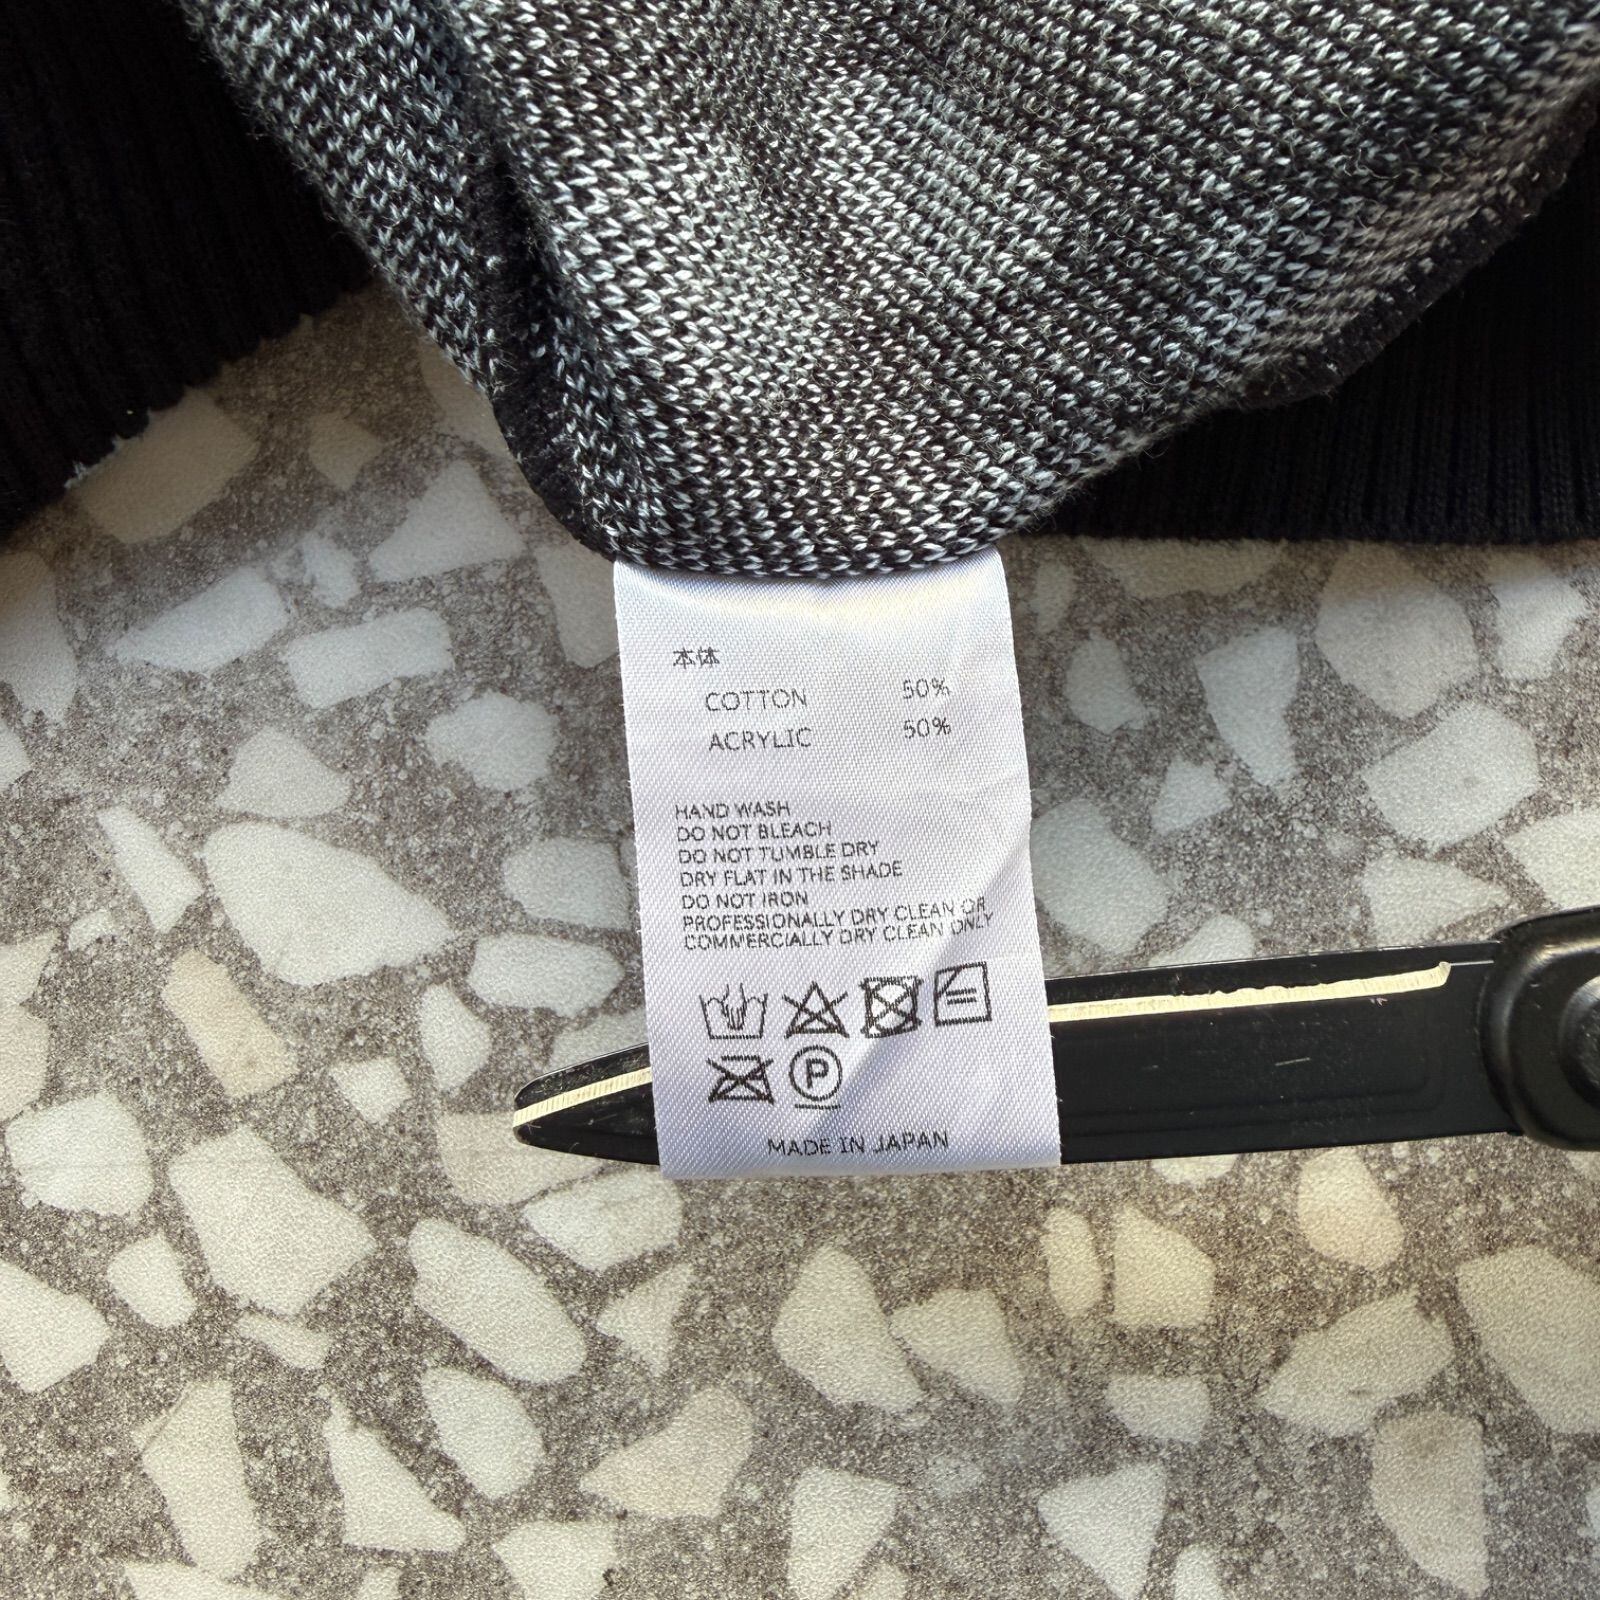 本体
COTTON 50%
ACRYLIC 50%
HAND WASH
DO NOT BLEACH
DO NOT TUMBLE DRY
DRY FLAT IN THE SHADE
DO NOT IRON
PROFESSIONALLY DRY CLEAN OR
COMMERCIALLY DRY CLEAN ONLY
P
MADE IN JAPAN